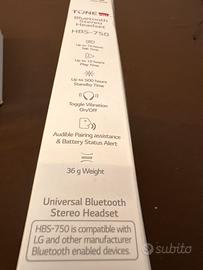 TONE
Bluetooth
Stereo
Headset
HBS-750
Up to 15 hours
Talk Time
Up to 10 hours
Play Time
Up to 500 hours
Standby Time
Toggle Vibration
On/Off
Audible Pairing assistance
& Battery Status Alert
36 g Weight
Universal Bluetooth
Stereo Headset
HBS-750 is compatible with
LG and other manufacturer
Bluetooth enabled devices.
subito